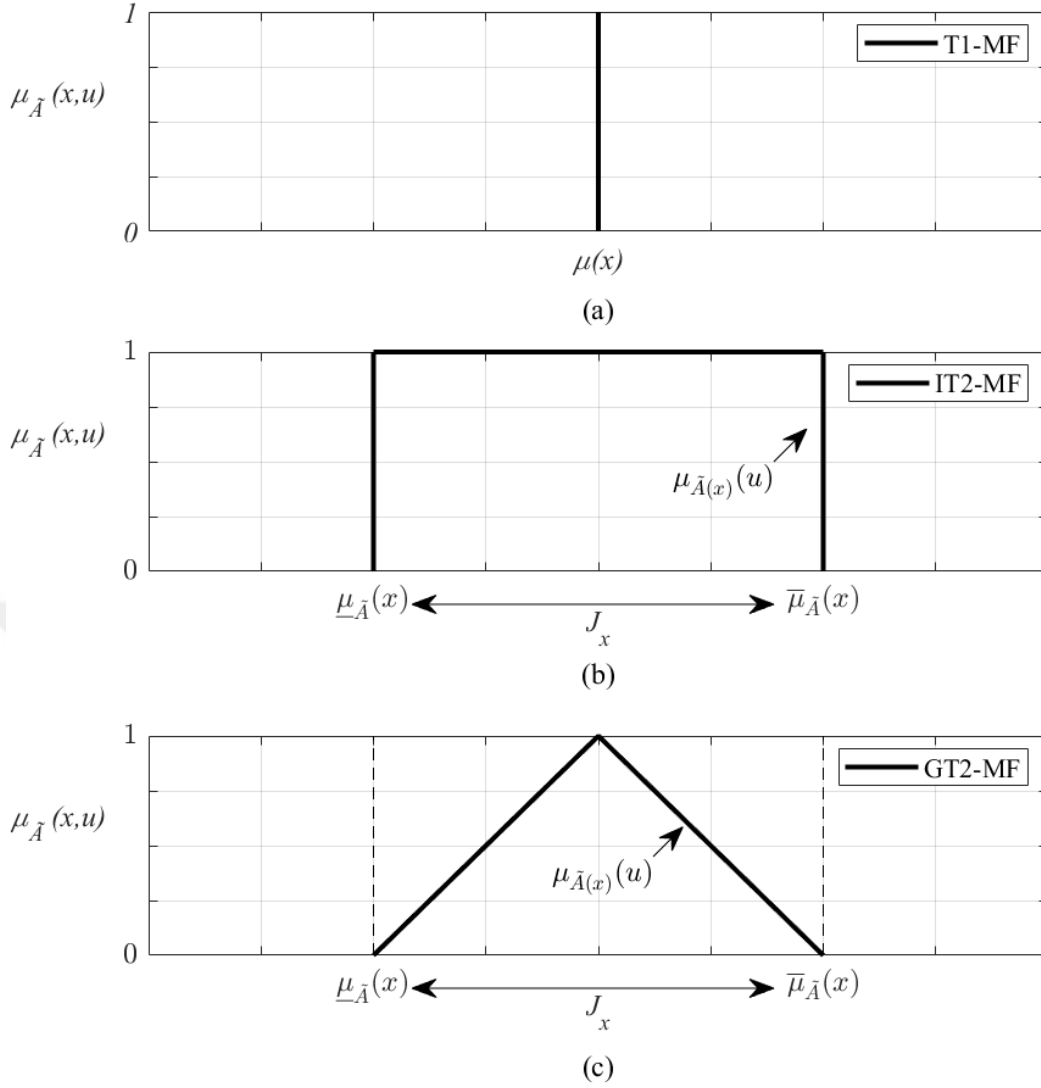 1
T1-MF
μ_Ã (x,u)
0
μ(x)
(a)
1
IT2-MF
μ_Ã (x,u)
μ_Ã(x)(u)
0
μ̲_Ã(x)
μ̅_Ã(x)
J_x
(b)
1
GT2-MF
μ_Ã (x,u)
μ_Ã(x)(u)
0
μ̲_Ã(x)
μ̅_Ã(x)
J_x
(c)